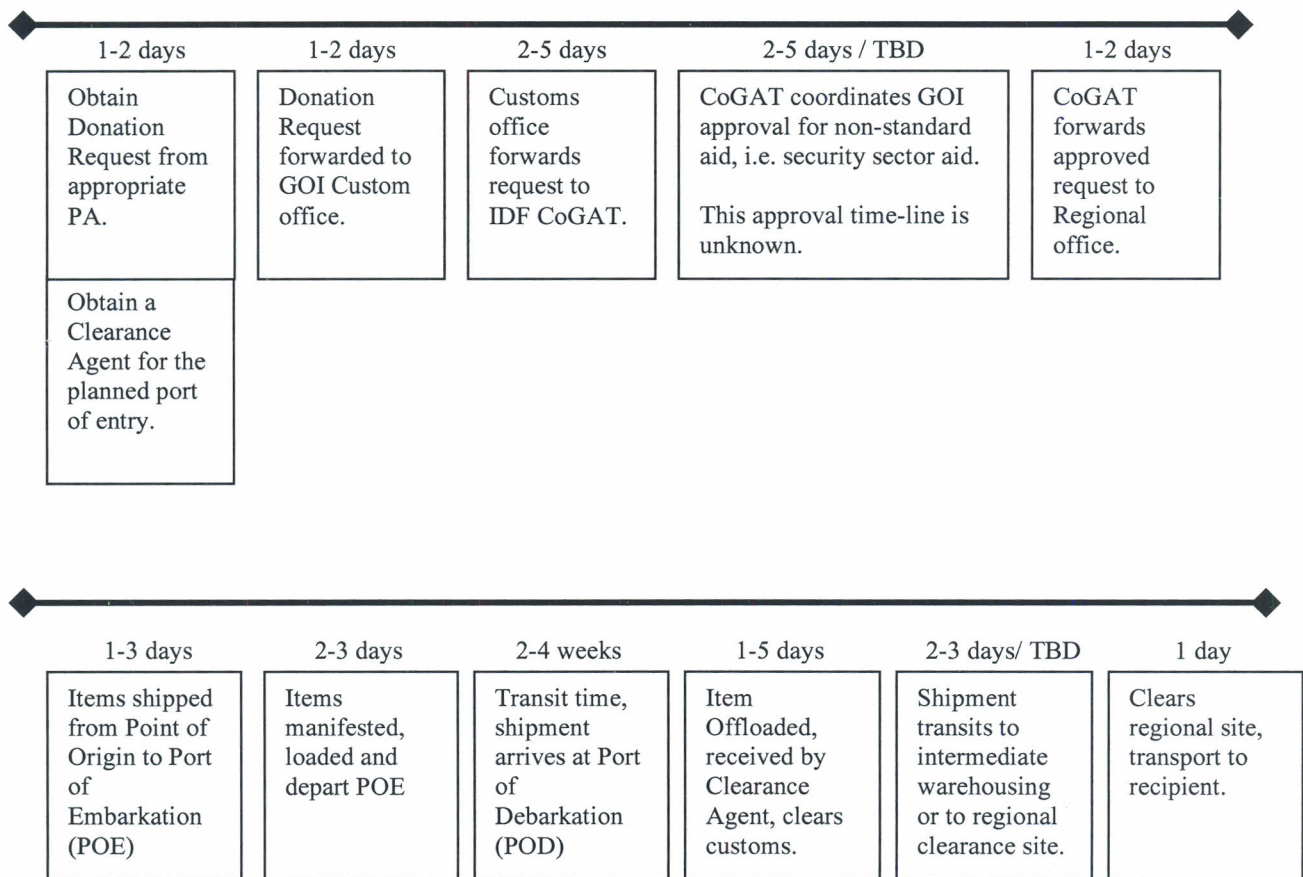 1-2 days
Obtain
Donation
Request from
appropriate
PA.
Obtain a
Clearance
Agent for the
planned port
of entry.
1-2 days
Donation
Request
forwarded to
GOI Custom
office.
2-5 days
Customs
office
forwards
request to
IDF CoGAT.
2-5 days / TBD
CoGAT coordinates GOI
approval for non-standard
aid, i.e. security sector aid.
This approval time-line is
unknown.
1-2 days
CoGAT
forwards
approved
request to
Regional
office.
1-3 days
Items shipped
from Point of
Origin to Port
of
Embarkation
(POE)
2-3 days
Items
manifested,
loaded and
depart POE
2-4 weeks
Transit time,
shipment
arrives at Port
of
Debarkation
(POD)
1-5 days
Item
Offloaded,
received by
Clearance
Agent, clears
customs.
2-3 days/ TBD
Shipment
transits to
intermediate
warehousing
or to regional
clearance site.
1 day
Clears
regional site,
transport to
recipient.